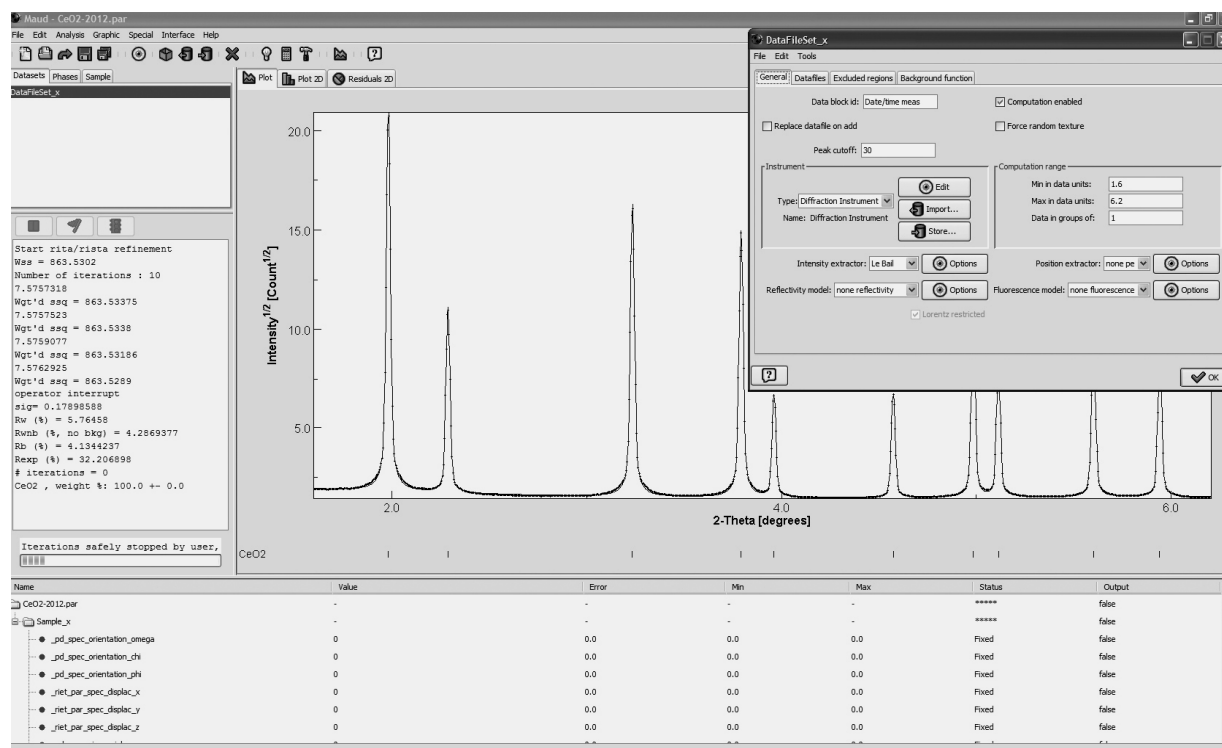 Maud - CeO2-2012.par
File Edit Analysis Graphic Special Interface Help
Datasets Phases Sample
DataFileSet_x
Plot Plot 2D Residuals 2D
Start rita/rista refinement
Wss = 863.5302
Number of iterations : 10
7.5757318
Wgt'd ssq = 863.53375
7.5757523
Wgt'd ssq = 863.5338
7.5759077
Wgt'd ssq = 863.53186
7.5762925
Wgt'd ssq = 863.5289
operator interrupt
sig= 0.17898588
Rw (%) = 5.76458
Rwnb (%, no bkg) = 4.2869377
Rb (%) = 4.1344237
Rexp (%) = 32.206898
# iterations = 0
CeO2 , weight %: 100.0 +- 0.0
Iterations safely stopped by user,
20.0
15.0
10.0
5.0
Intensity1/2 [Count1/2]
2.0 4.0 6.0
2-Theta [degrees]
CeO2
DataFileSet_x
File Edit Tools
General Datafiles Excluded regions Background function
Data block id: Date/time meas Computation enabled
Replace datafile on add Force random texture
Peak cutoff: 30
Instrument
Type: Diffraction Instrument Edit
Import...
Name: Diffraction Instrument
Store...
Computation range
Min in data units: 1.6
Max in data units: 6.2
Data in groups of: 1
Intensity extractor: Le Bail Options Position extractor: none pe Options
Reflectivity model: none reflectivity Options Fluorescence model: none fluorescence Options
Lorentz restricted
OK
Name Value Error Min Max Status Output
CeO2-2012.par - - - - ***** false
Sample_x - - - - ***** false
_pd_spec_orientation_omega 0 0.0 0.0 0.0 Fixed false
_pd_spec_orientation_chi 0 0.0 0.0 0.0 Fixed false
_pd_spec_orientation_phi 0 0.0 0.0 0.0 Fixed false
_riet_par_spec_displac_x 0 0.0 0.0 0.0 Fixed false
_riet_par_spec_displac_y 0 0.0 0.0 0.0 Fixed false
_riet_par_spec_displac_z 0 0.0 0.0 0.0 Fixed false